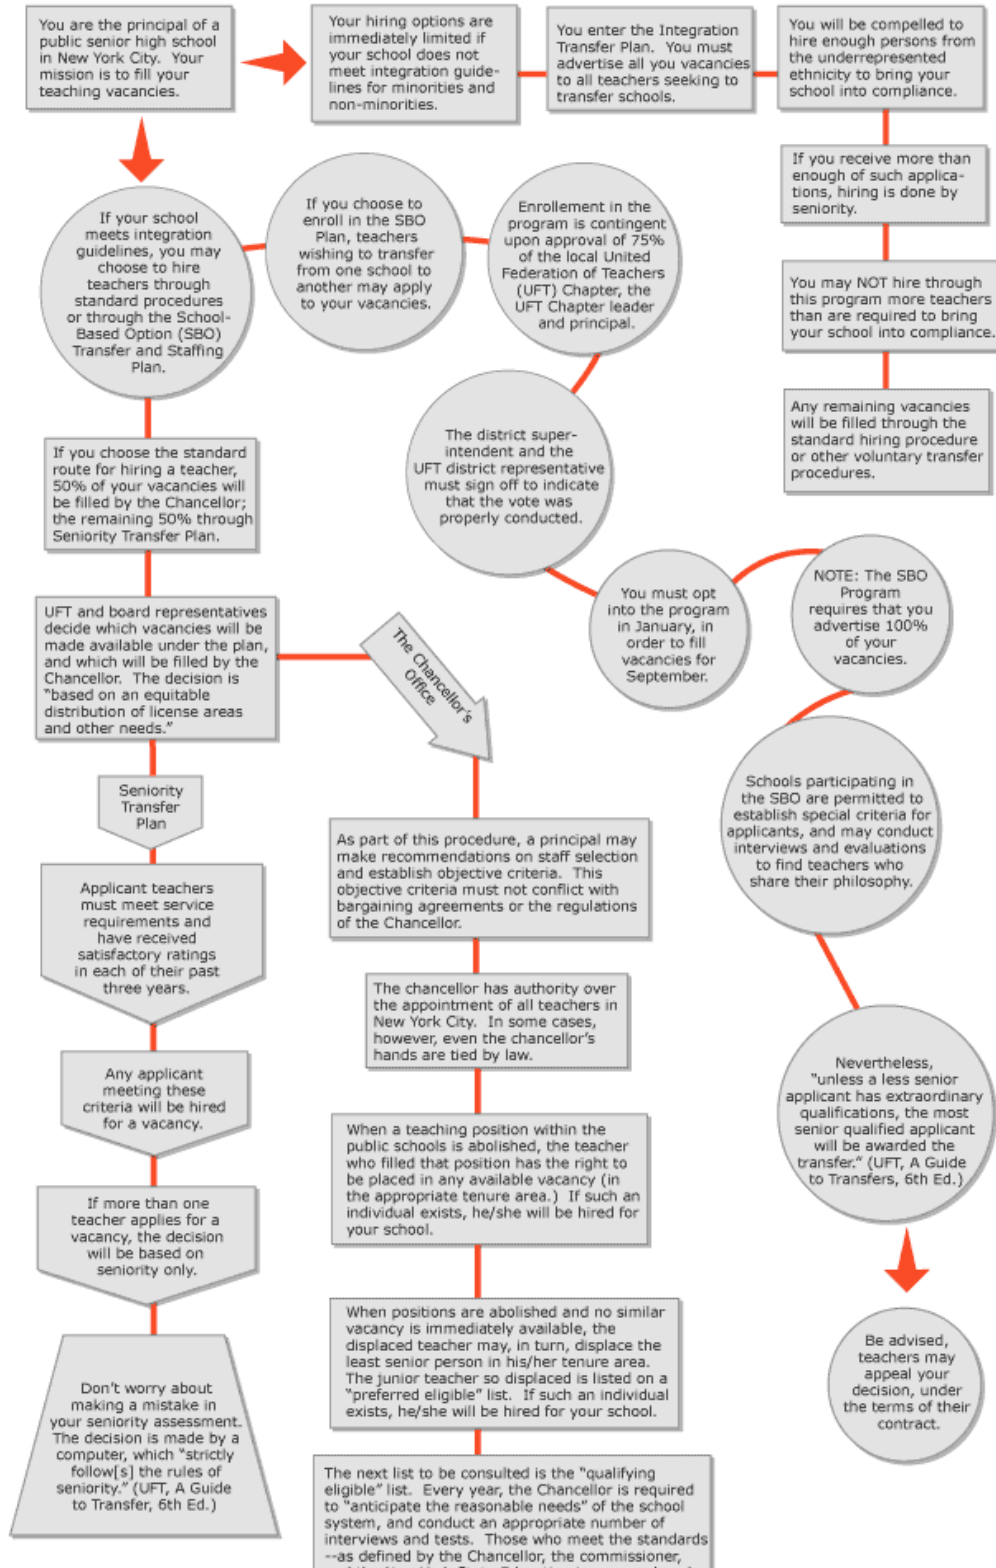 You are the principal of a
public senior high school
in New York City.  Your
mission is to fill your
teaching vacancies.
Your hiring options are
immediately limited if
your school does not
meet integration guide-
lines for minorities and
non-minorities.
You enter the Integration
Transfer Plan.  You must
advertise all you vacancies
to all teachers seeking to
transfer schools.
You will be compelled to
hire enough persons from
the underrepresented
ethnicity to bring your
school into compliance.
If you receive more than
enough of such applica-
tions, hiring is done by
seniority.
You may NOT hire through
this program more teachers
than are required to bring
your school into compliance.
Any remaining vacancies
will be filled through the
standard hiring procedure
or other voluntary transfer
procedures.
If your school
meets integration
guidelines, you may
choose to hire
teachers through
standard procedures
or through the School-
Based Option (SBO)
Transfer and Staffing
Plan.
If you choose to
enroll in the SBO
Plan, teachers
wishing to transfer
from one school to
another may apply
to your vacancies.
Enrollement in the
program is contingent
upon approval of 75%
of the local United
Federation of Teachers
(UFT) Chapter, the
UFT Chapter leader
and principal.
The district super-
intendent and the
UFT district representative
must sign off to indicate
that the vote was
properly conducted.
You must opt
into the program
in January, in
order to fill
vacancies for
September.
NOTE: The SBO
Program
requires that you
advertise 100%
of your
vacancies.
Schools participating in
the SBO are permitted to
establish special criteria for
applicants, and may conduct
interviews and evaluations
to find teachers who
share their philosophy.
Nevertheless,
"unless a less senior
applicant has extraordinary
qualifications, the most
senior qualified applicant
will be awarded the
transfer." (UFT, A Guide
to Transfers, 6th Ed.)
Be advised,
teachers may
appeal your
decision, under
the terms of their
contract.
If you choose the standard
route for hiring a teacher,
50% of your vacancies will
be filled by the Chancellor;
the remaining 50% through
Seniority Transfer Plan.
UFT and board representatives
decide which vacancies will be
made available under the plan,
and which will be filled by the
Chancellor.  The decision is
"based on an equitable
distribution of license areas
and other needs."
Seniority
Transfer
Plan
Applicant teachers
must meet service
requirements and
have received
satisfactory ratings
in each of their past
three years.
Any applicant
meeting these
criteria will be hired
for a vacancy.
If more than one
teacher applies for a
vacancy, the decision
will be based on
seniority only.
Don't worry about
making a mistake in
your seniority assessment.
The decision is made by a
computer, which "strictly
follow[s] the rules of
seniority." (UFT, A Guide
to Transfer, 6th Ed.)
The Chancellor's
Office
As part of this procedure, a principal may
make recommendations on staff selection
and establish objective criteria.  This
objective criteria must not conflict with
bargaining agreements or the regulations
of the Chancellor.
The chancellor has authority over
the appointment of all teachers in
New York City.  In some cases,
however, even the chancellor's
hands are tied by law.
When a teaching position within the
public schools is abolished, the teacher
who filled that position has the right to
be placed in any available vacancy (in
the appropriate tenure area.)  If such an
individual exists, he/she will be hired for
your school.
When positions are abolished and no similar
vacancy is immediately available, the
displaced teacher may, in turn, displace the
least senior person in his/her tenure area.
The junior teacher so displaced is listed on a
"preferred eligible" list.  If such an individual
exists, he/she will be hired for your school.
The next list to be consulted is the "qualifying
eligible" list.  Every year, the Chancellor is required
to "anticipate the reasonable needs" of the school
system, and conduct an appropriate number of
interviews and tests.  Those who meet the standards
--as defined by the Chancellor, the commissioner,